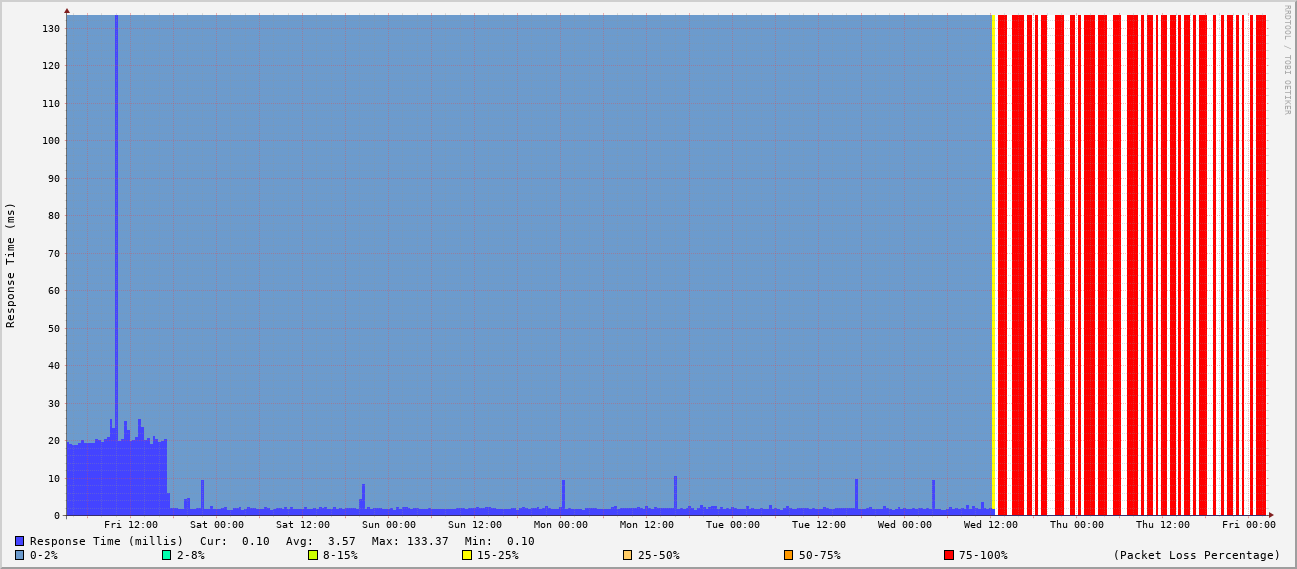 RRDTOOL / TOBI OETIKER
Response Time (ms)
130
120
110
100
90
80
70
60
50
40
30
20
10
0
Fri 12:00 Sat 00:00 Sat 12:00 Sun 00:00 Sun 12:00 Mon 00:00 Mon 12:00 Tue 00:00 Tue 12:00 Wed 00:00 Wed 12:00 Thu 00:00 Thu 12:00 Fri 00:00
Response Time (millis) Cur: 0.10 Avg: 3.57 Max: 133.37 Min: 0.10
0-2% 2-8% 8-15% 15-25% 25-50% 50-75% 75-100% (Packet Loss Percentage)